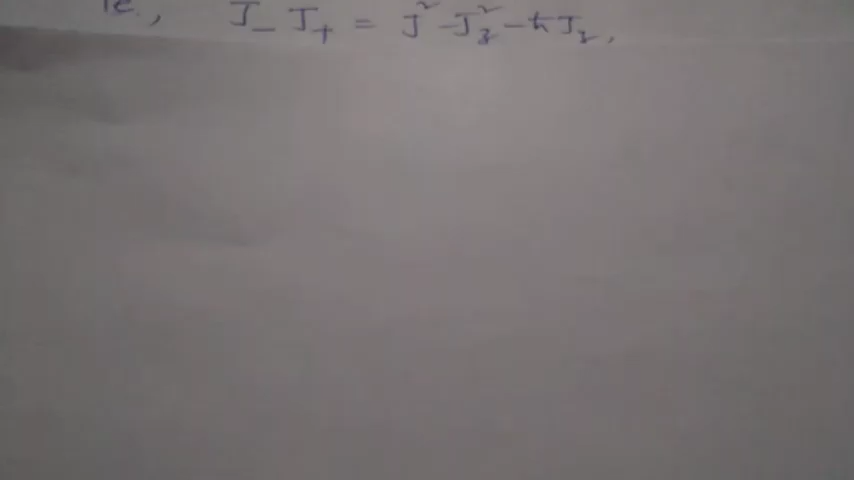 ie., J₋ J₊ = J² - J_z² - ℏJ_z,